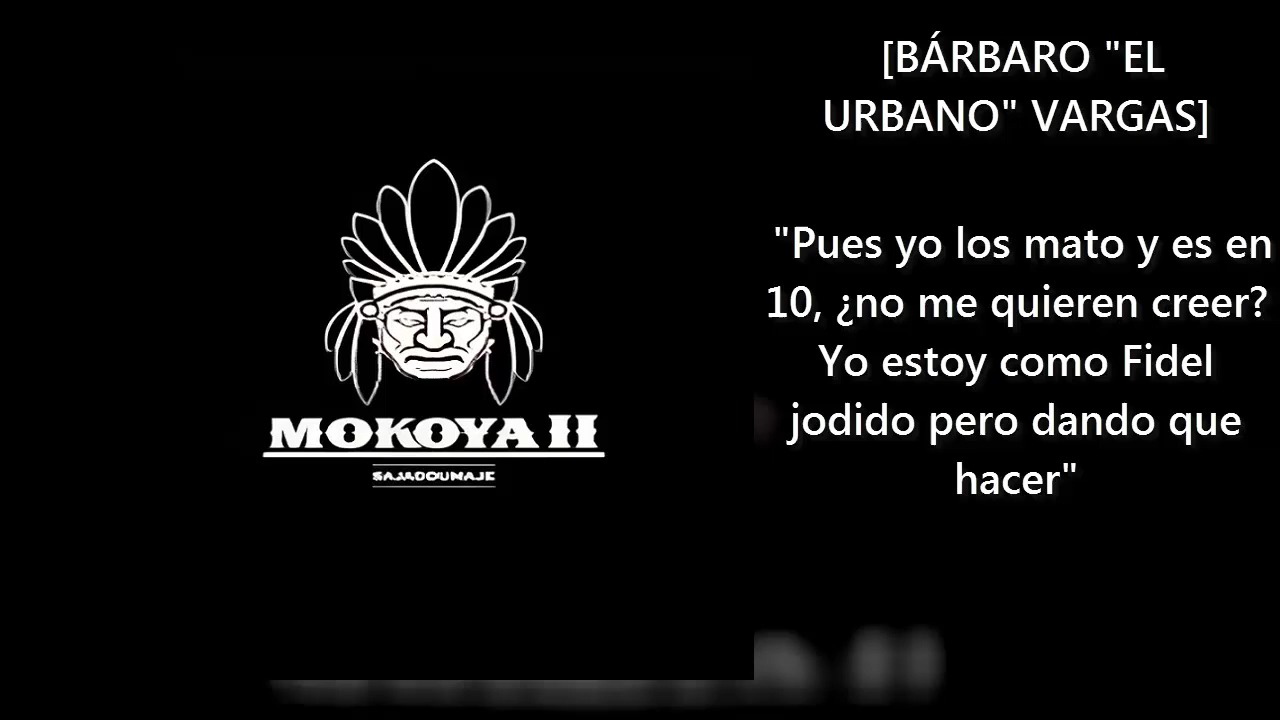 [BÁRBARO "EL
URBANO" VARGAS]
"Pues yo los mato y es en
10, ¿no me quieren creer?
Yo estoy como Fidel
jodido pero dando que
hacer"
MOKOYA II